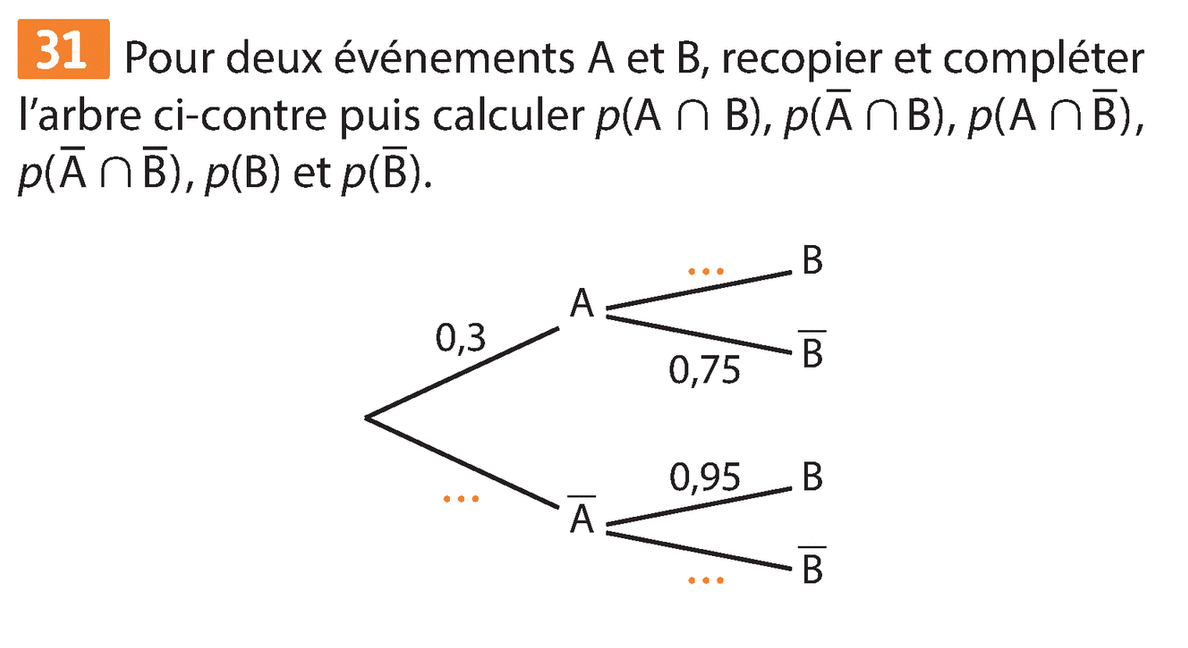 31 Pour deux événements A et B, recopier et compléter
l’arbre ci-contre puis calculer p(A ∩ B), p(A̅ ∩ B), p(A ∩ B̅),
p(A̅ ∩ B̅), p(B) et p(B̅).
... B
A
0,3
B̅
0,75
0,95 B
...
A̅
B̅
...